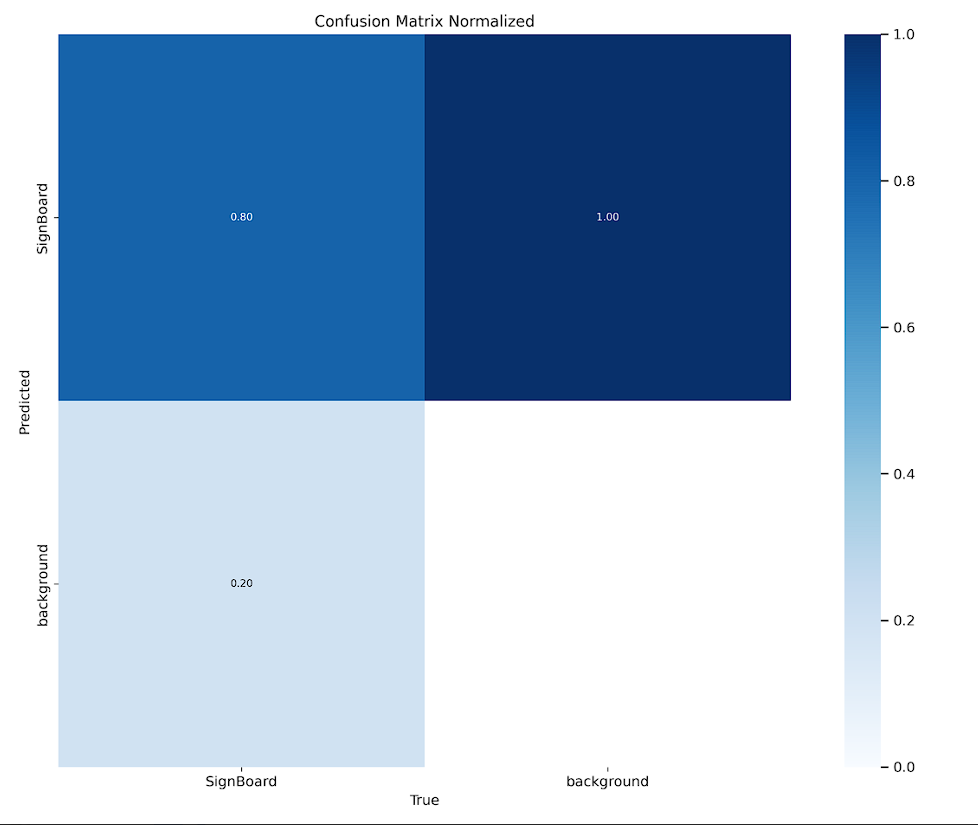 Confusion Matrix Normalized
1.0
0.8
0.6
0.4
0.2
0.0
SignBoard
0.80
1.00
Predicted
background
0.20
SignBoard
background
True